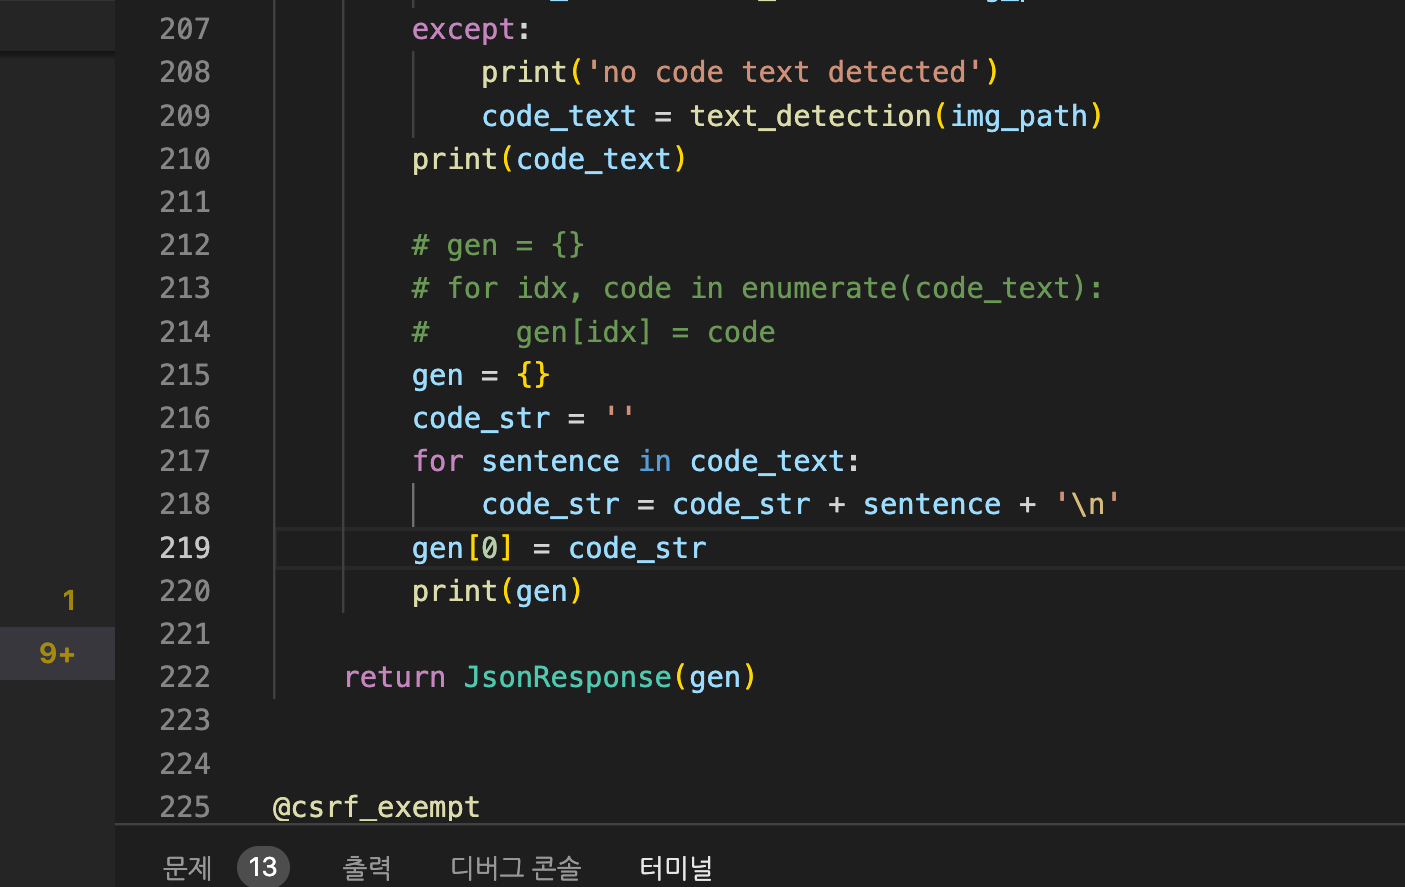 207 except:
208 print('no code text detected')
209 code_text = text_detection(img_path)
210 print(code_text)
211
212 # gen = {}
213 # for idx, code in enumerate(code_text):
214 #     gen[idx] = code
215 gen = {}
216 code_str = ''
217 for sentence in code_text:
218 code_str = code_str + sentence + '\n'
219 gen[0] = code_str
220 print(gen)
221
222 return JsonResponse(gen)
223
224
225 @csrf_exempt
1
9+
문제 13 출력 디버그 콘솔 터미널